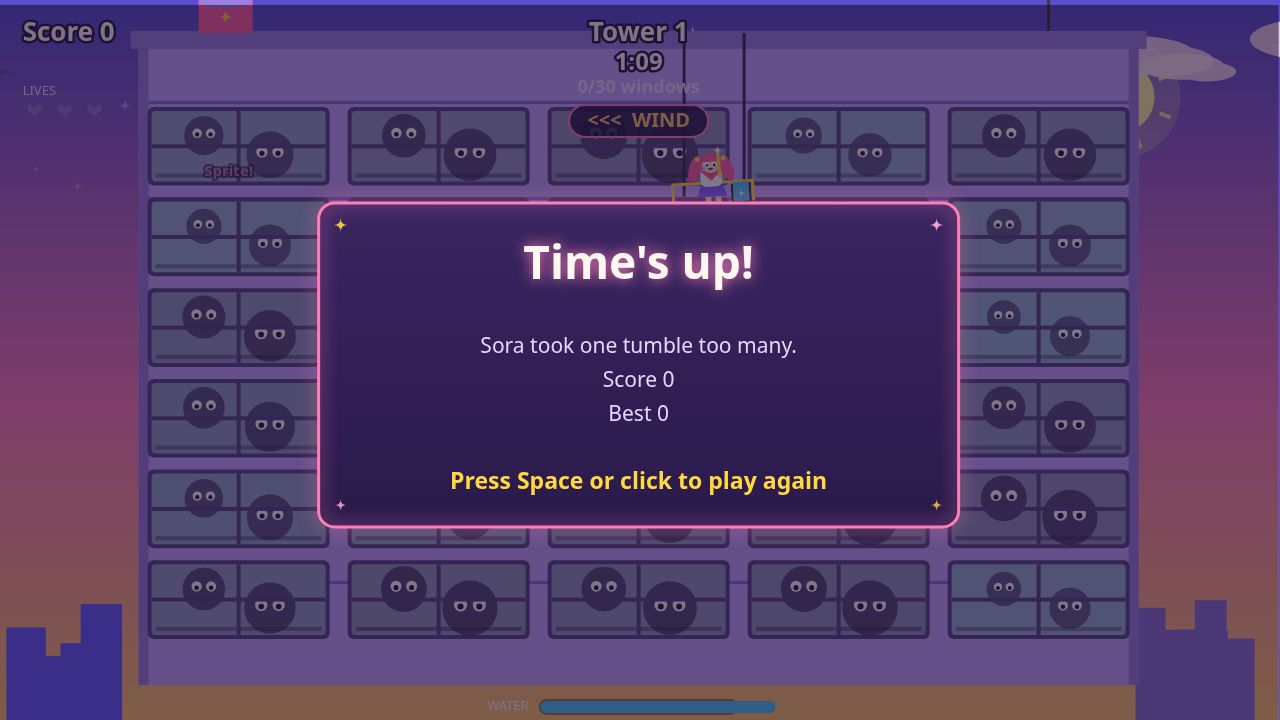 Score 0
Tower 1
1:09
LIVES
0/30 windows
<<< WIND
Sprite!
Time's up!
Sora took one tumble too many.
Score 0
Best 0
Press Space or click to play again
WATER